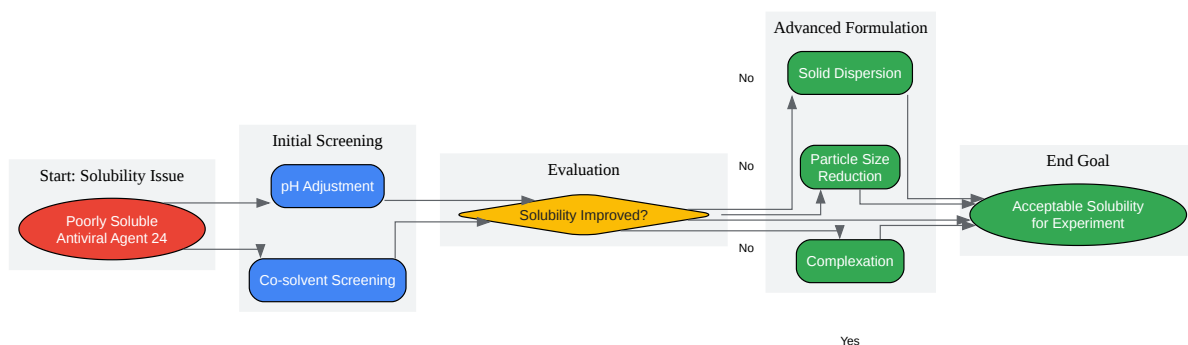 Start: Solubility Issue
Poorly Soluble
Antiviral Agent 24
Initial Screening
pH Adjustment
Co-solvent Screening
Evaluation
Solubility Improved?
No
No
No
Advanced Formulation
Solid Dispersion
Particle Size
Reduction
Complexation
Yes
End Goal
Acceptable Solubility
for Experiment